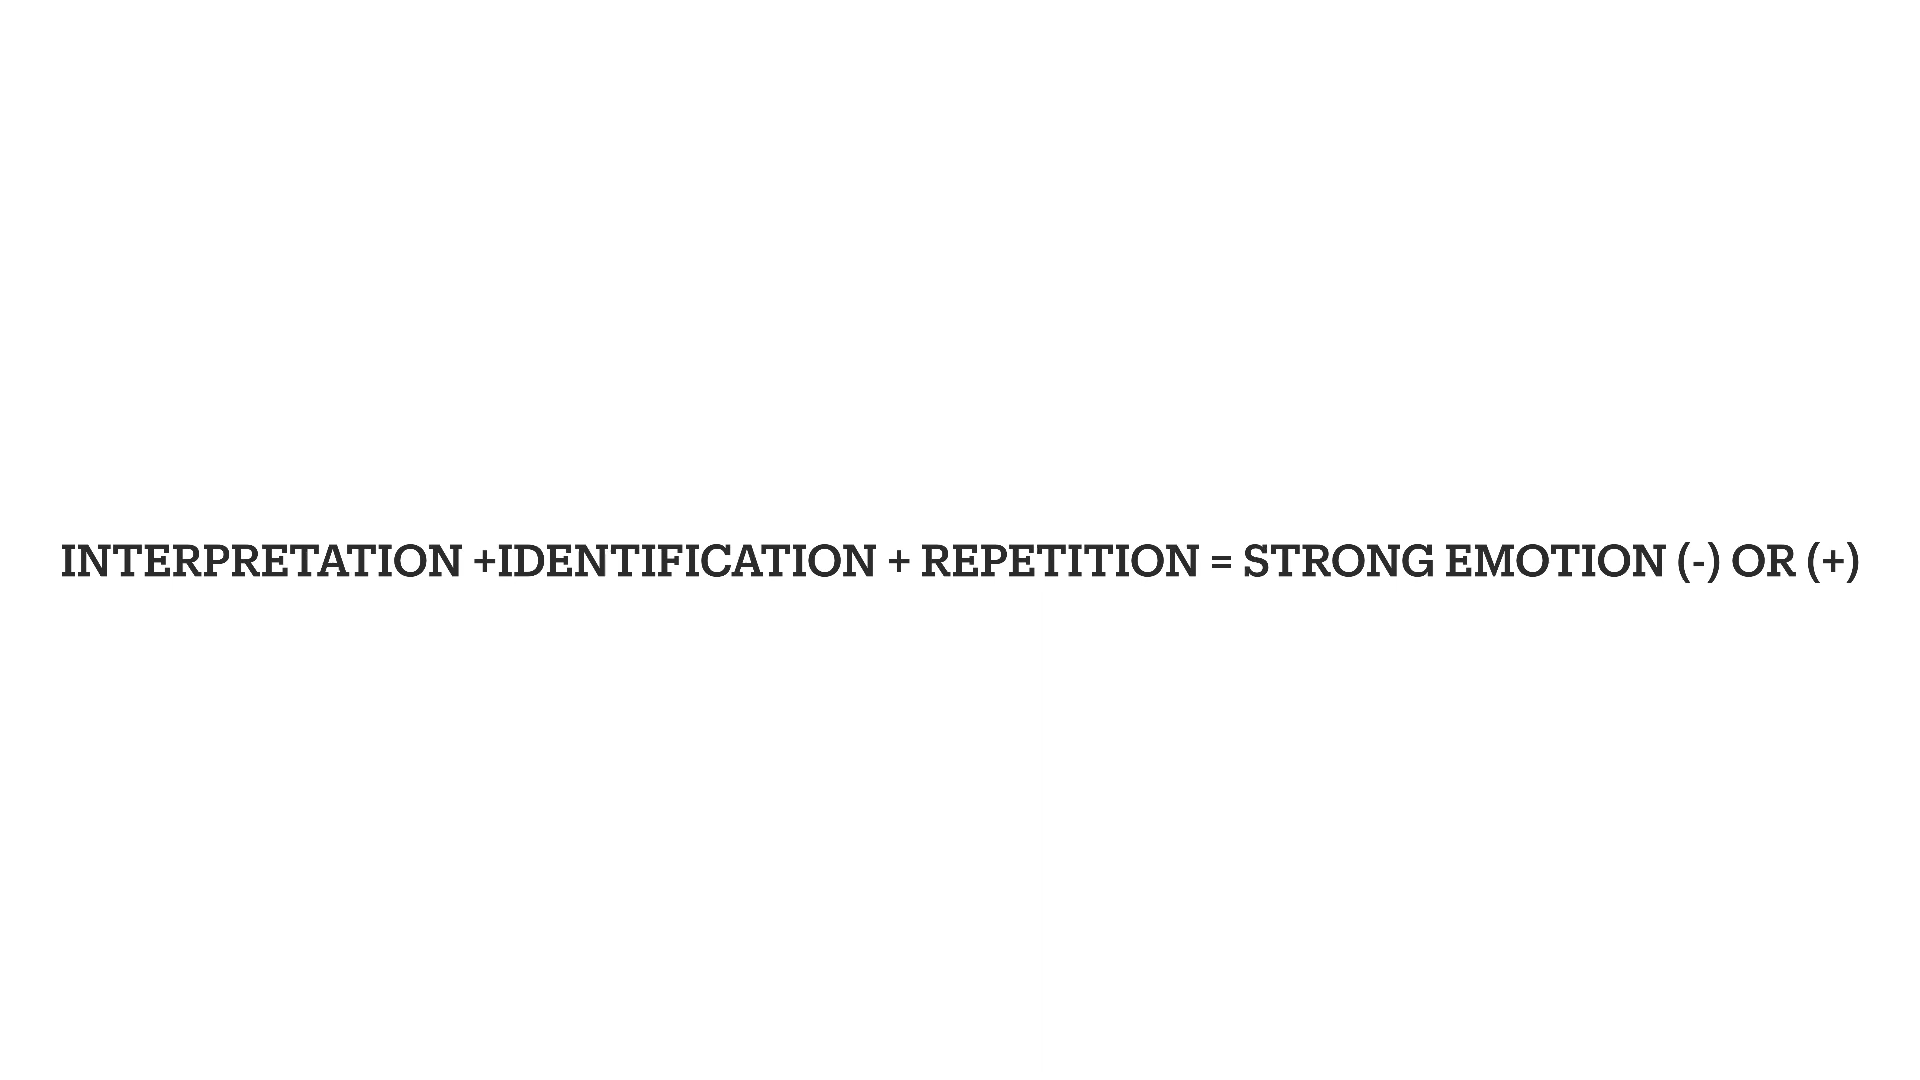 INTERPRETATION +IDENTIFICATION + REPETITION = STRONG EMOTION (-) OR (+)